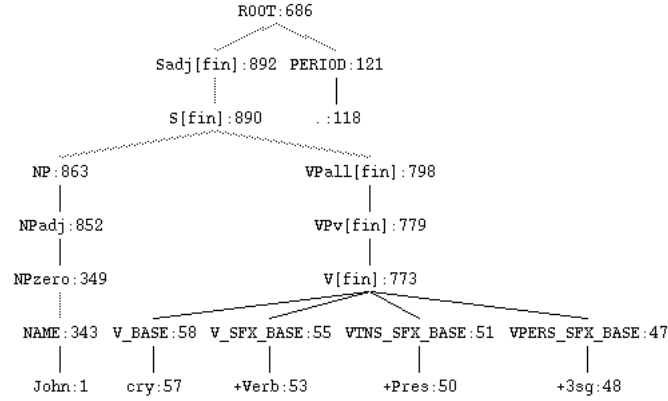 ROOT:686
Sadj[fin]:892 PERIOD:121
S[fin]:890 .:118
NP:863 VPall[fin]:798
NPadj:852 VPv[fin]:779
NPzero:349 V[fin]:773
NAME:343 V_BASE:58 V_SFX_BASE:55 VTNS_SFX_BASE:51 VPERS_SFX_BASE:47
John:1 cry:57 +Verb:53 +Pres:50 +3sg:48